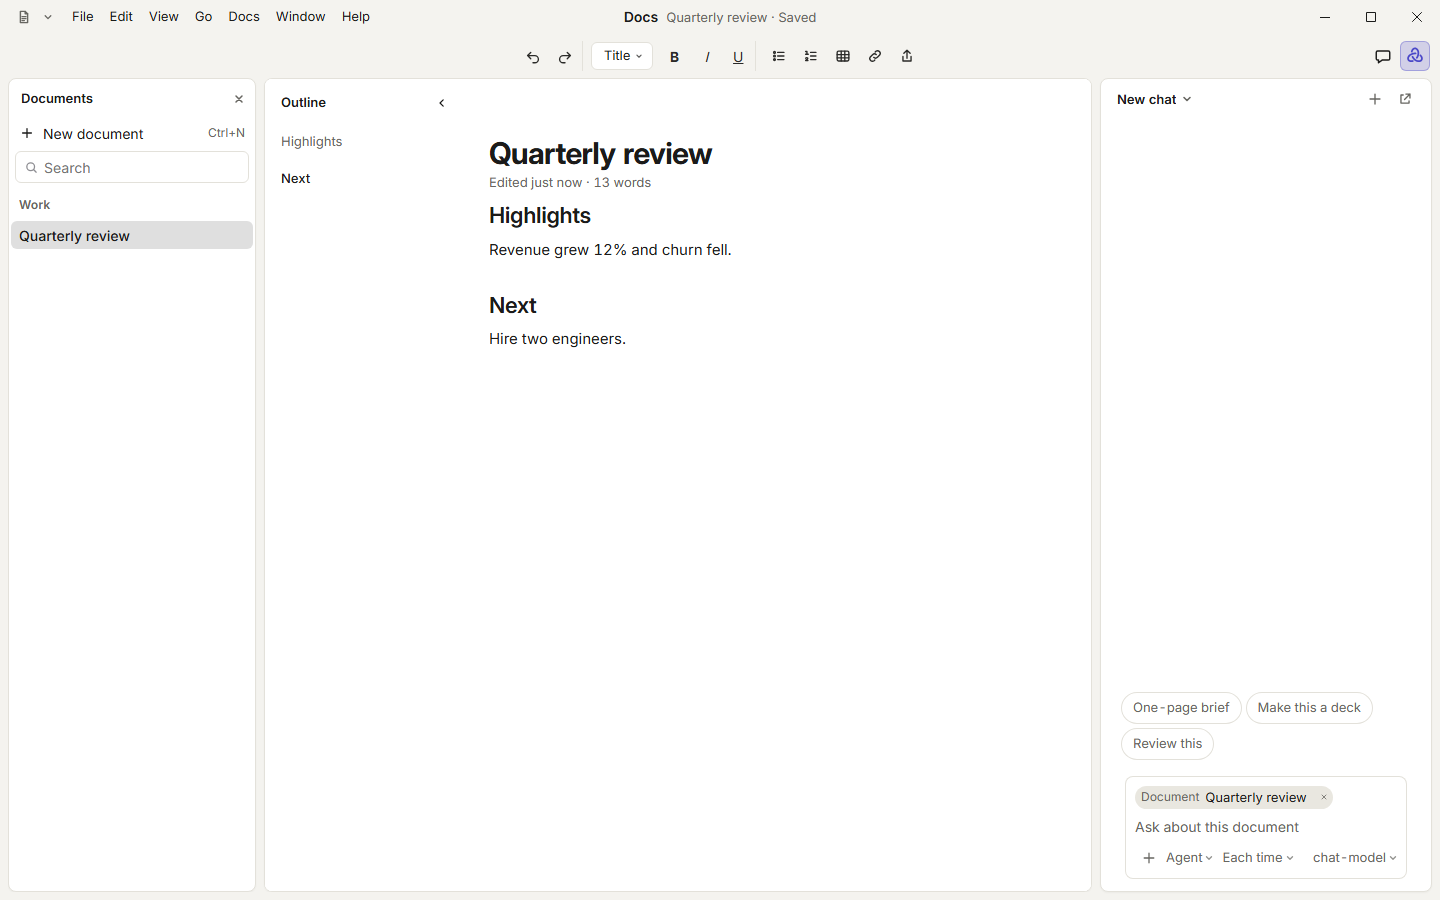 File Edit View Go Docs Window Help
Docs Quarterly review · Saved
Title B I U
Documents
New document Ctrl+N
Search
Work
Quarterly review
Outline
Highlights
Next
Quarterly review
Edited just now · 13 words
Highlights
Revenue grew 12% and churn fell.
Next
Hire two engineers.
New chat
One-page brief
Make this a deck
Review this
Document Quarterly review ×
Ask about this document
Agent Each time chat-model